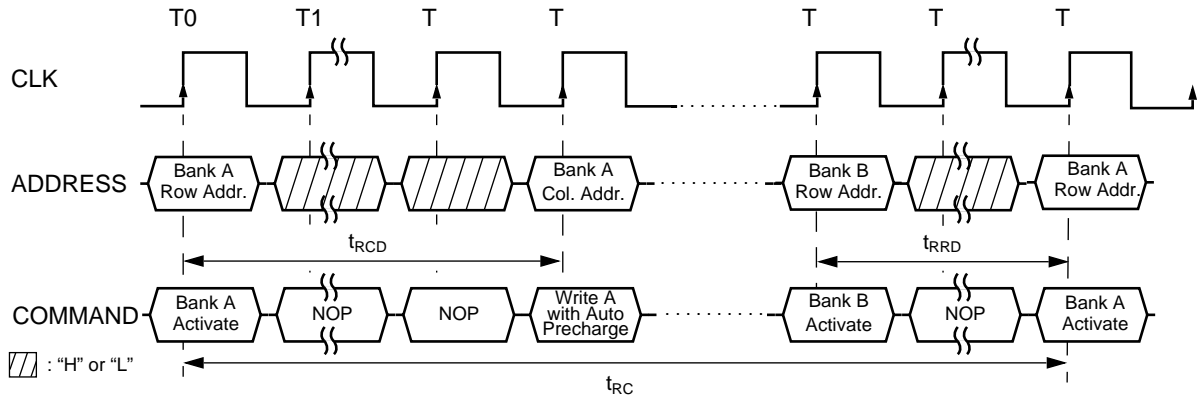 T0 T1 T T T T T
CLK
ADDRESS
Bank A
Row Addr.
Bank A
Col. Addr.
Bank B
Row Addr.
Bank A
Row Addr.
tRCD
tRRD
COMMAND
Bank A
Activate
NOP
NOP
Write A
with Auto
Precharge
Bank B
Activate
NOP
Bank A
Activate
: “H” or “L”
tRC